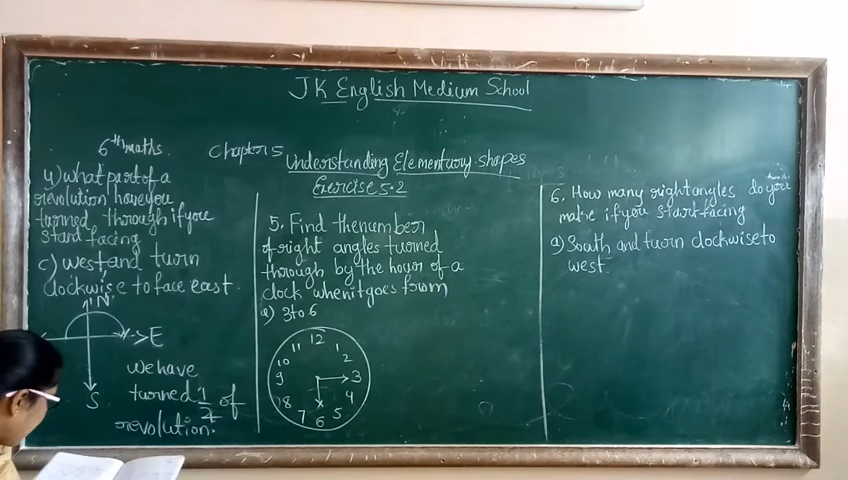 JK English Medium School
6th maths
Chapter 5
Understanding Elementary shapes
Exercise 5.2
4) what part of a
revolution have you
turned through if you
start facing
c) west and turn
clockwise to face east.
N
E
S
we have
turned 1/2 of
revolution.
5. Find the number
of right angles turned
through by the hour of a
clock when it goes from
a) 3 to 6
12
11
1
10
2
9
3
8
4
7
6
5
6. How many right angles do you
make if you start facing
a) South and turn clockwise to
west.